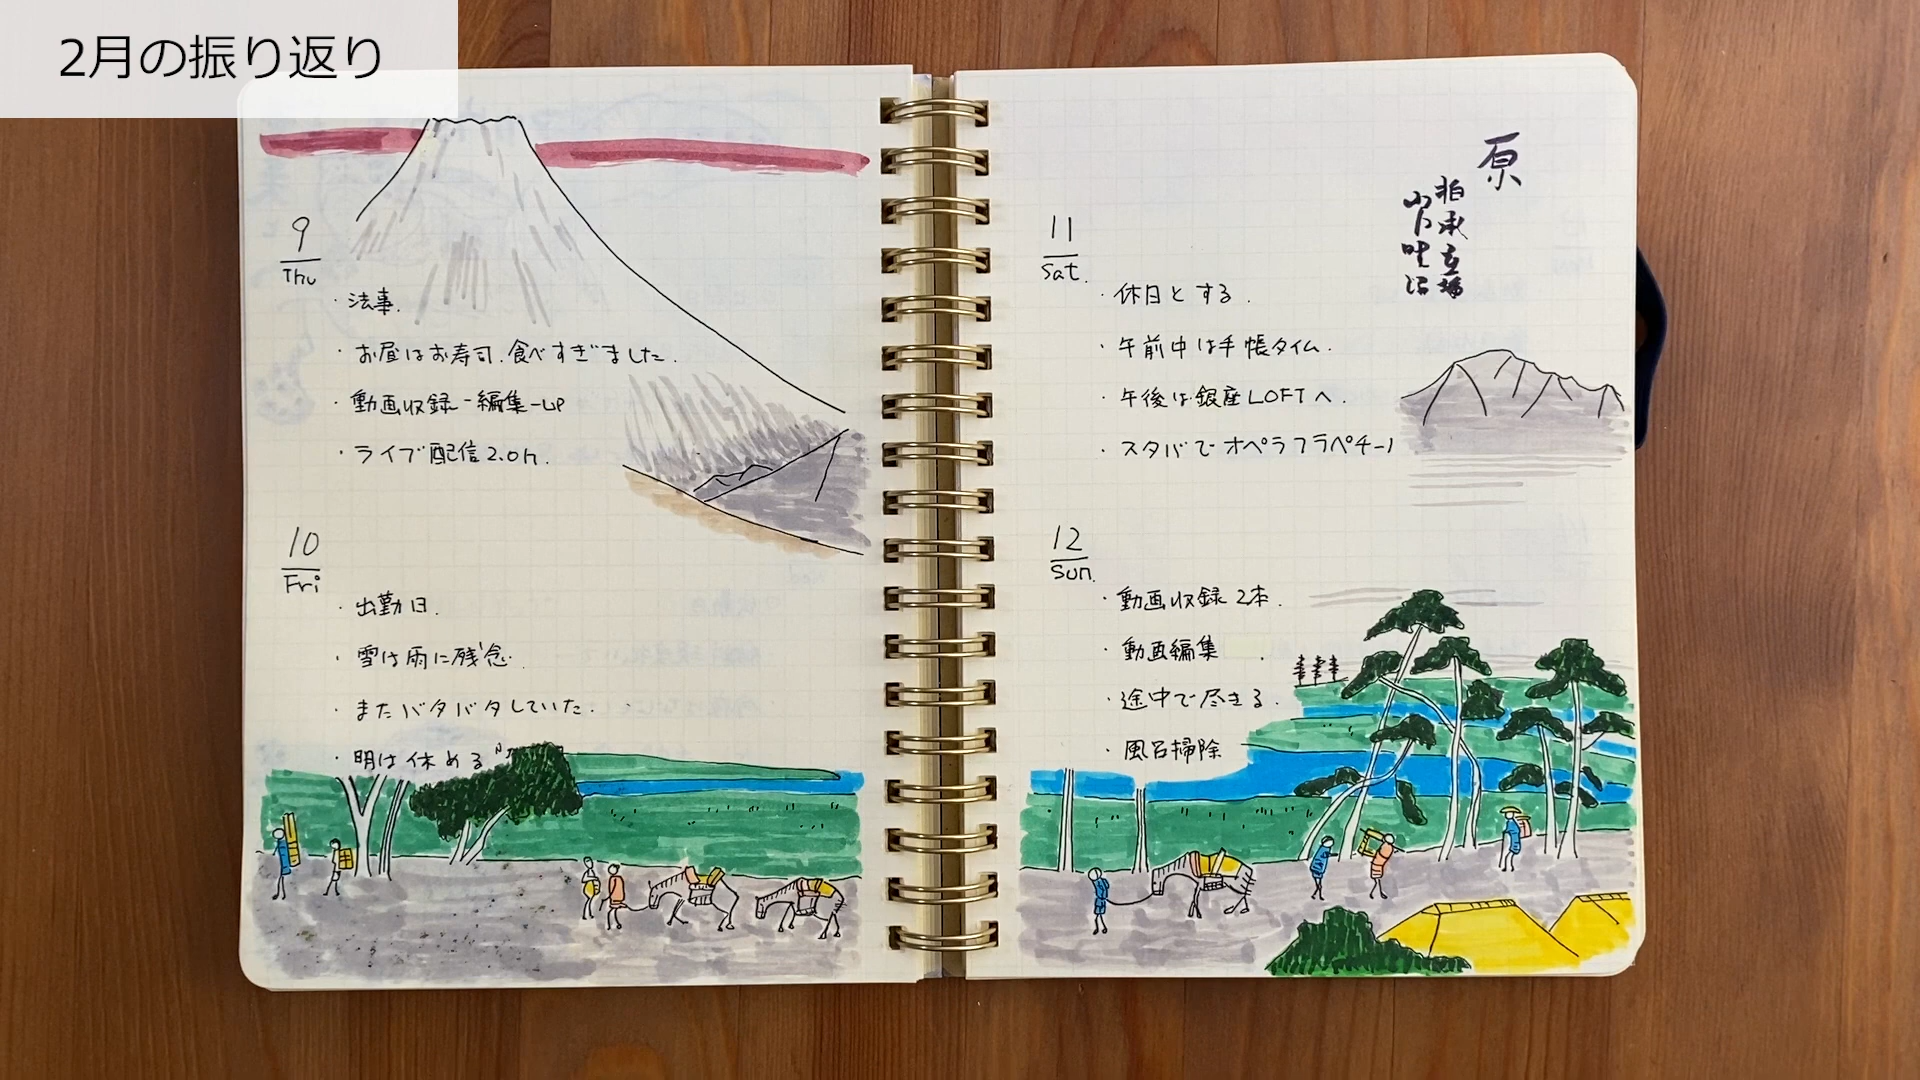 2月の振り返り
9
Thu
・法事.
・お昼はお寿司.食べすぎました.
・動画収録-編集-UP
・ライブ配信2.0h.
10
Fri
・出勤日.
・雪は雨に残念.
・またバタバタしていた.
・明は休める
11
Sat.
・休日とする.
・午前中は手帳タイム.
・午後は銀座LOFTへ.
・スタバでオペラフラペチーノ
12
Sun.
・動画収録2本.
・動画編集.
・途中で尽きる.
・風呂掃除
原
柏
立場